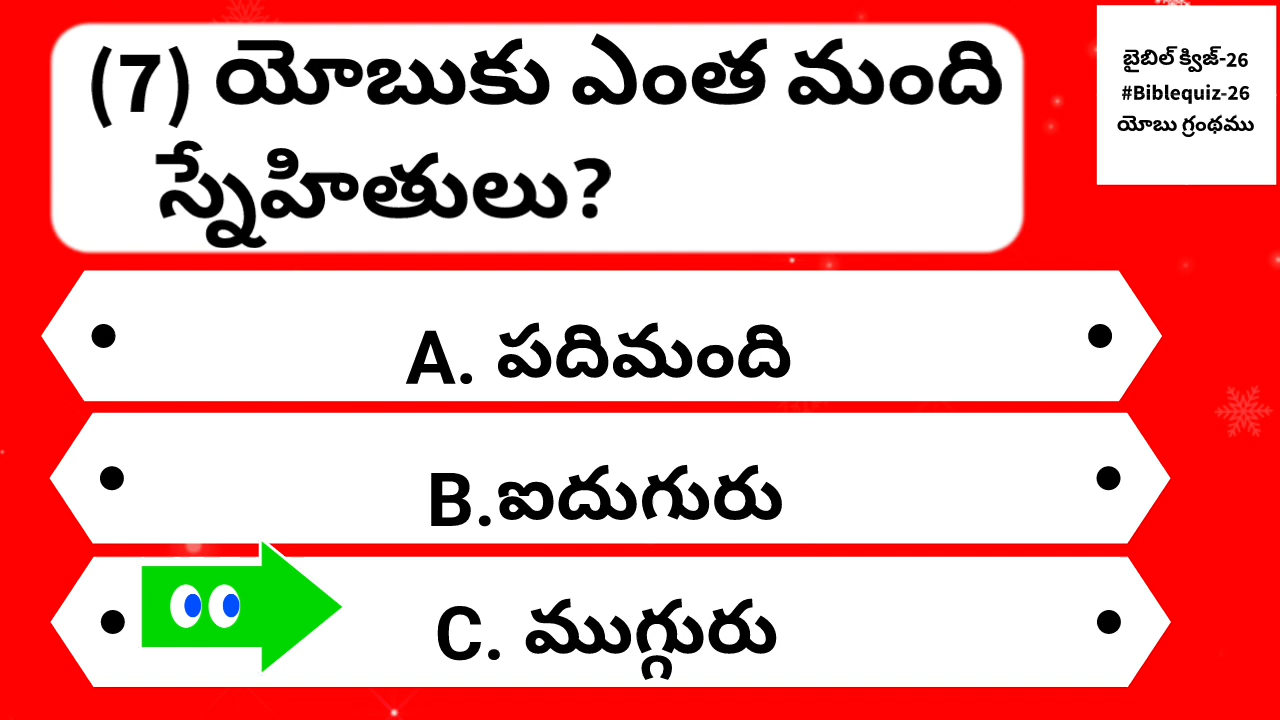 (7) యోబుకు ఎంత మంది
స్నేహితులు?
బైబిల్ క్విజ్-26
#Biblequiz-26
యోబు గ్రంథము
A. పదిమంది
B.ఐదుగురు
C. ముగ్గురు